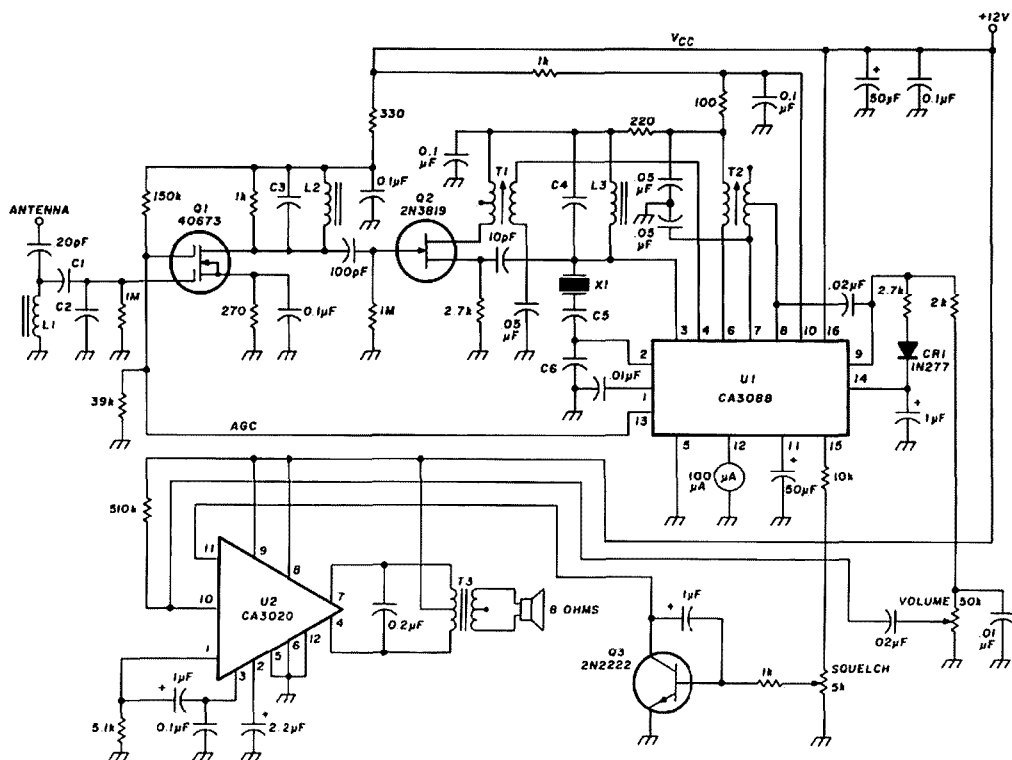 +12V
VCC
1k
0.1 µF
50µF
0.1µF
330
100
220
0.1 µF
T1
C4
L3
.05 µF
.05 µF
T2
150k
1k
C3
L2
0.1µF
Q2
2N3819
Q1
40673
ANTENNA
20pF
C1
C2
1M
L1
270
0.1µF
100pF
1M
2.7k
10pF
.05 µF
X1
C5
C6
.01µF
.02µF
2.7k
2k
CR1
1N277
1µF
3
4
6
7
8
10
16
2
1
13
9
14
U1
CA3088
5
12
11
15
39k
AGC
100 µA
µA
50µF
10k
510k
11
9
8
10
U2
CA3020
7
4
1
3
2
5
6
12
0.2µF
T3
8 OHMS
1µF
5.1k
0.1µF
2.2µF
Q3
2N2222
1µF
1k
SQUELCH
5k
.02µF
VOLUME
50k
.01 µF